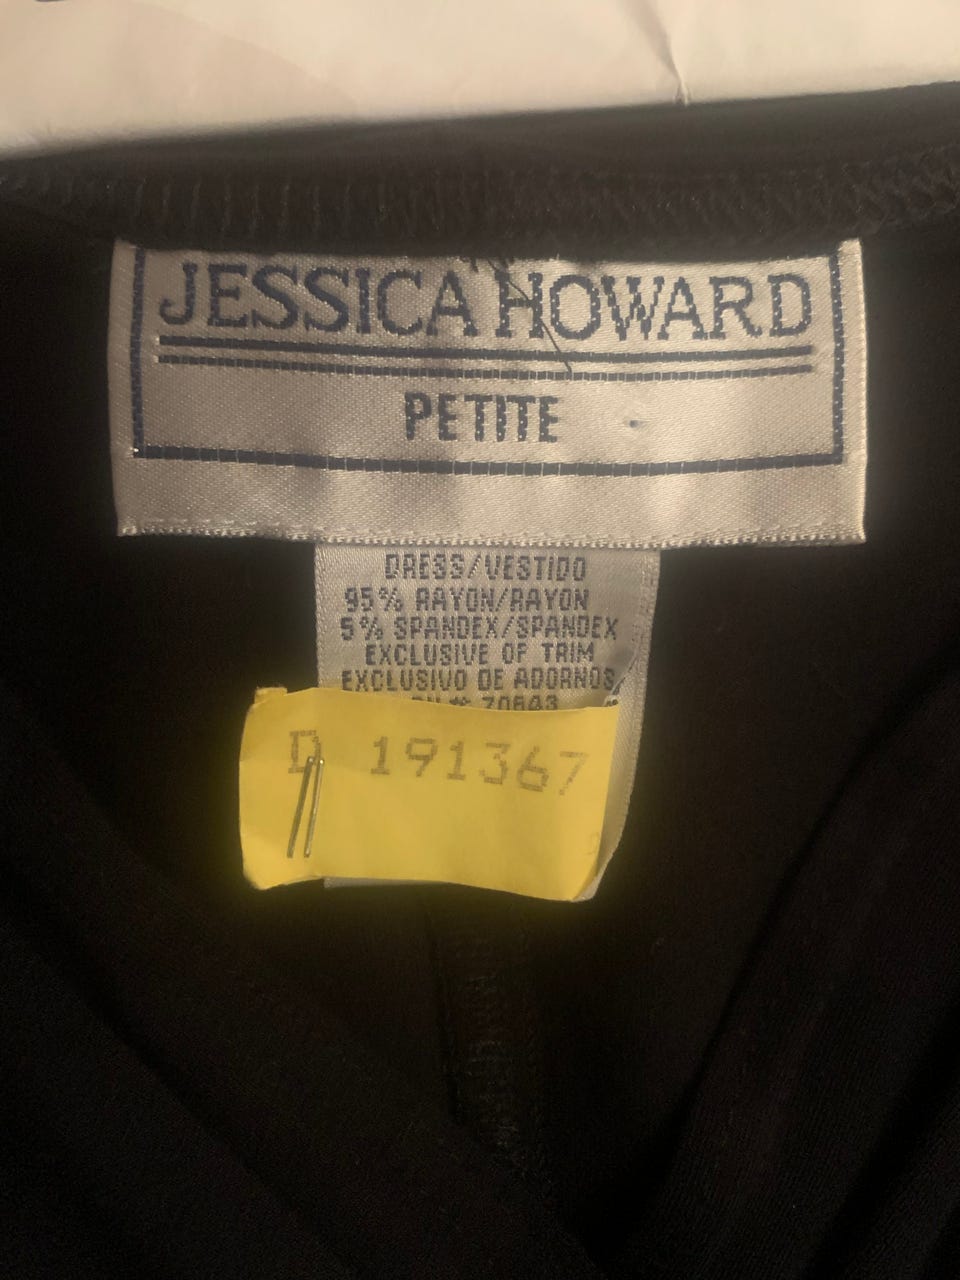 JESSICA HOWARD
PETITE
DRESS/VESTIDO
95% RAYON/RAYON
5% SPANDEX/SPANDEX
EXCLUSIVE OF TRIM
EXCLUSIVO DE ADORNOS
D 191367